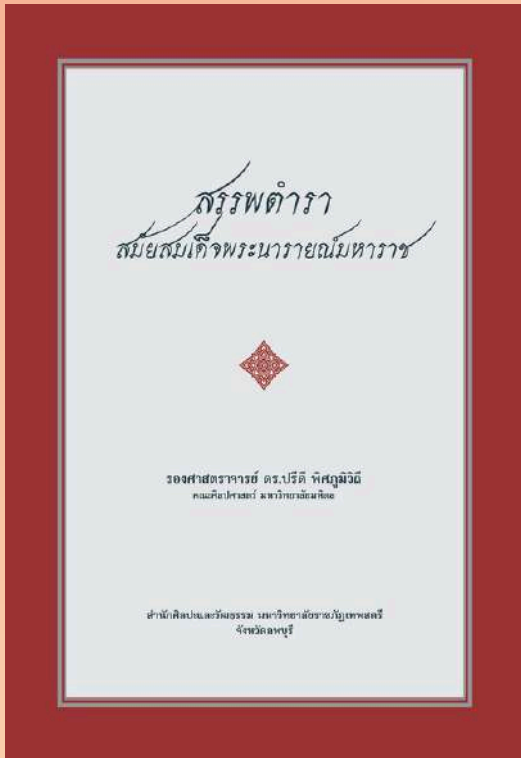 สรรพตำรา
สมัยสมเด็จพระนารายณ์มหาราช
รองศาสตราจารย์ ดร.ปรีดี พิศภูมิวิถี
คณะศิลปศาสตร์ มหาวิทยาลัยมหิดล
สำนักศิลปะและวัฒนธรรม มหาวิทยาลัยราชภัฏเทพสตรี
จังหวัดลพบุรี